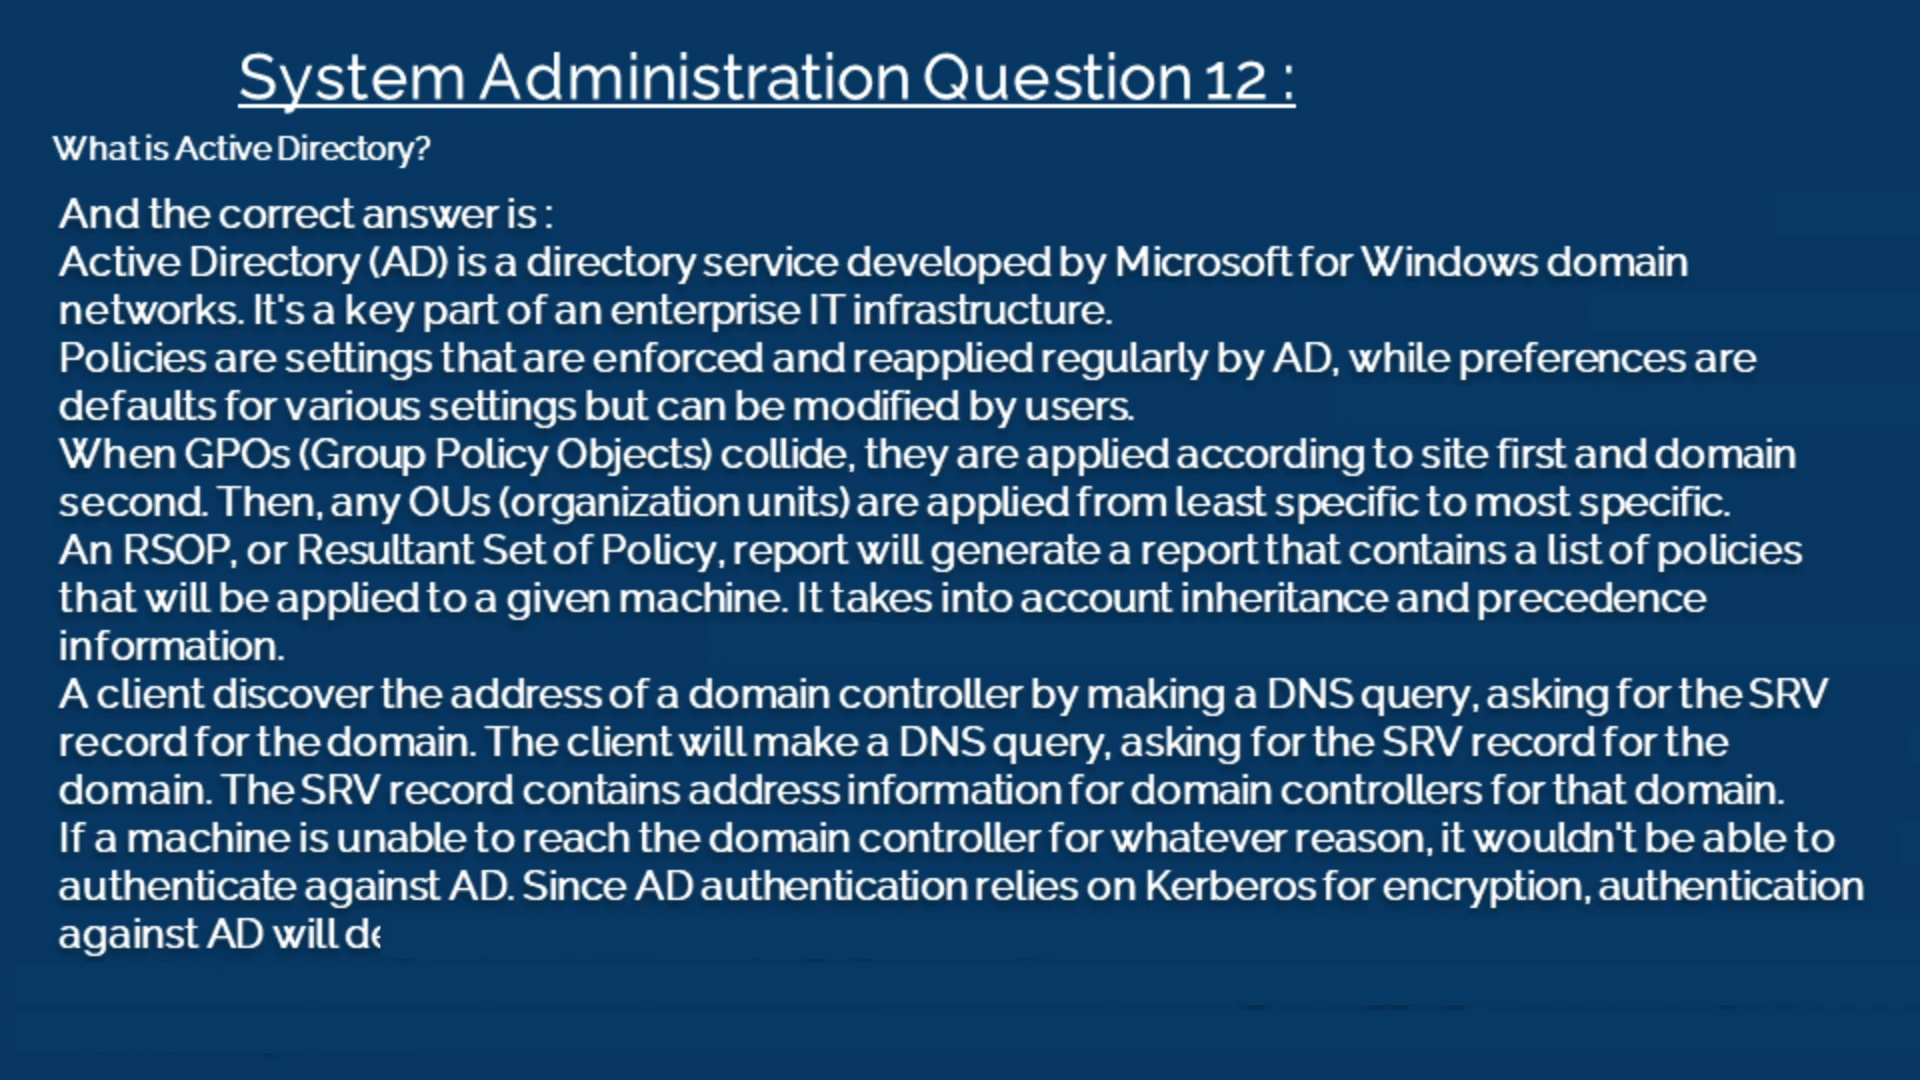 System Administration Question 12 :
What is Active Directory?
And the correct answer is :
Active Directory (AD) is a directory service developed by Microsoft for Windows domain
networks. It's a key part of an enterprise IT infrastructure.
Policies are settings that are enforced and reapplied regularly by AD, while preferences are
defaults for various settings but can be modified by users.
When GPOs (Group Policy Objects) collide, they are applied according to site first and domain
second. Then, any OUs (organization units) are applied from least specific to most specific.
An RSOP, or Resultant Set of Policy, report will generate a report that contains a list of policies
that will be applied to a given machine. It takes into account inheritance and precedence
information.
A client discover the address of a domain controller by making a DNS query, asking for the SRV
record for the domain. The client will make a DNS query, asking for the SRV record for the
domain. The SRV record contains address information for domain controllers for that domain.
If a machine is unable to reach the domain controller for whatever reason, it wouldn't be able to
authenticate against AD. Since AD authentication relies on Kerberos for encryption, authentication
against AD will